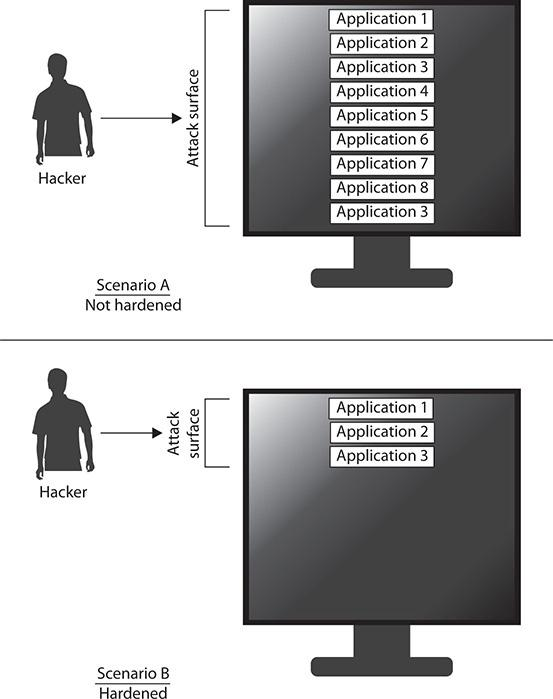 Application 1
Application 2
Application 3
Application 4
Application 5
Application 6
Application 7
Application 8
Application 3
Attack surface
Hacker
Scenario A
Not hardened
Application 1
Application 2
Application 3
Attack
surface
Hacker
Scenario B
Hardened